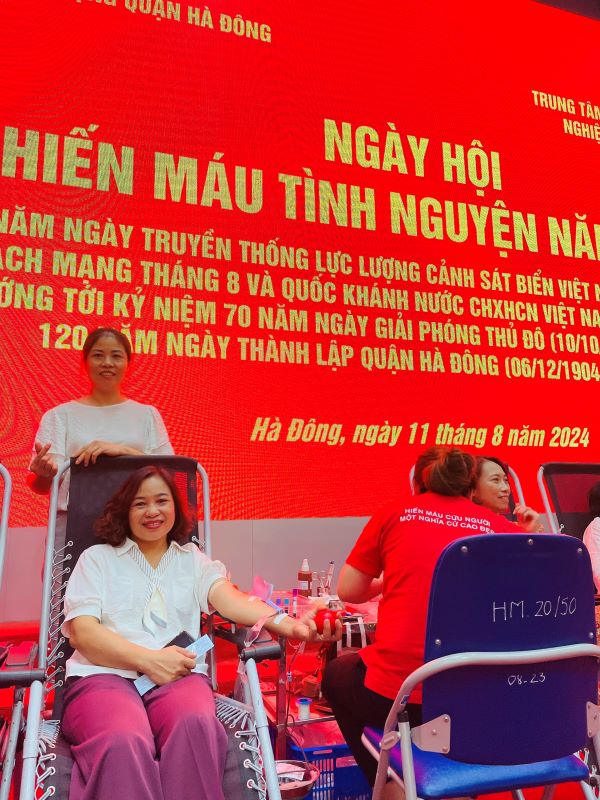 QUẬN HÀ ĐÔNG
TRUNG TÂM
NGHIỆ
NGÀY HỘI
HIẾN MÁU TÌNH NGUYỆN NĂM
NĂM NGÀY TRUYỀN THỐNG LỰC LƯỢNG CẢNH SÁT BIỂN VIỆT N
ÁCH MẠNG THÁNG 8 VÀ QUỐC KHÁNH NƯỚC CHXHCN VIỆT NA
ỚNG TỚI KỶ NIỆM 70 NĂM NGÀY GIẢI PHÓNG THỦ ĐÔ (10/10/
120 NĂM NGÀY THÀNH LẬP QUẬN HÀ ĐÔNG (06/12/1904
Hà Đông, ngày 11 tháng 8 năm 2024
HIẾN MÁU CỨU NGƯỜI
MỘT NGHĨA CỬ CAO ĐẸP
HM 20/50
08-23